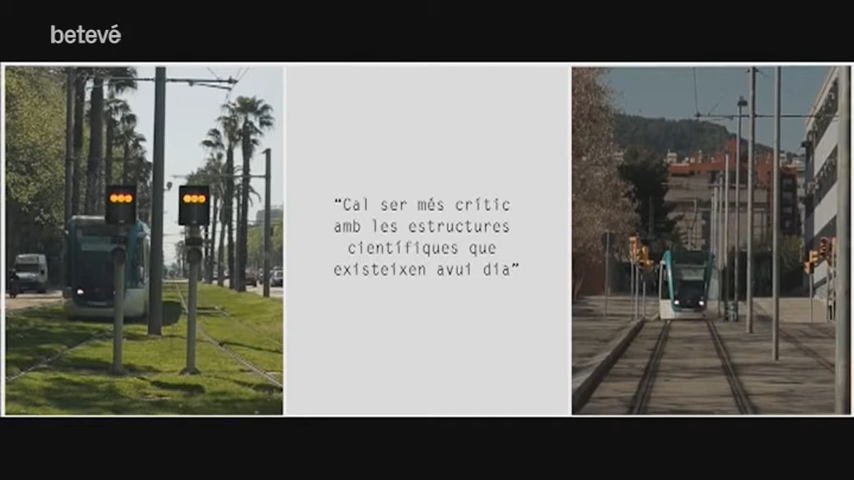 betevé
“Cal ser més crític
amb les estructures
científiques que
existeixen avui dia”